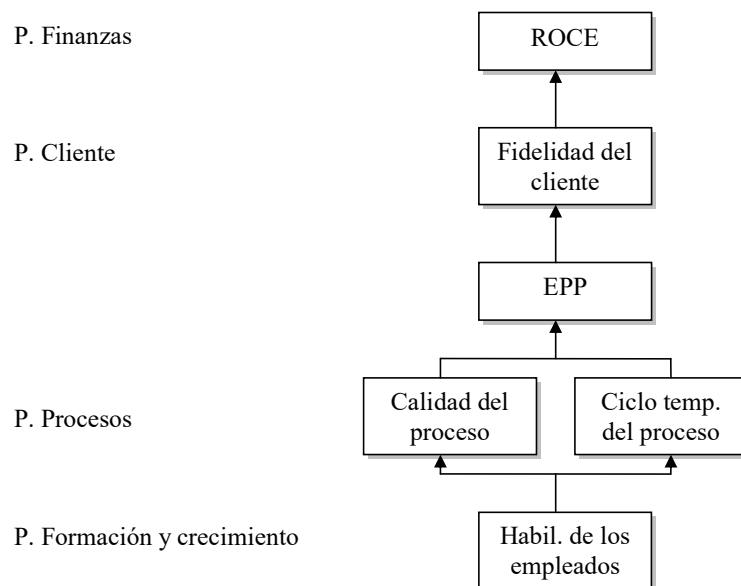 P. Finanzas
ROCE
P. Cliente
Fidelidad del
cliente
EPP
P. Procesos
Calidad del
proceso
Ciclo temp.
del proceso
P. Formación y crecimiento
Habil. de los
empleados